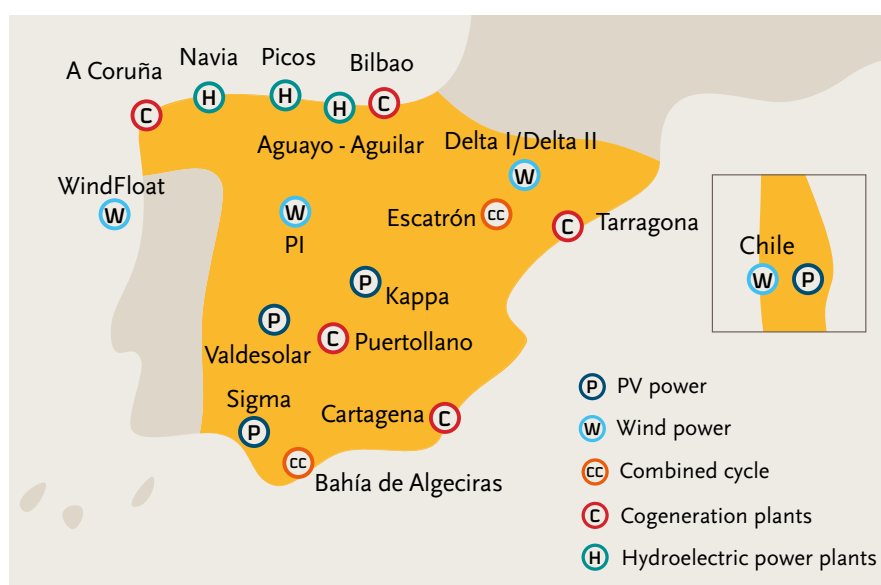 A Coruña
Navia
Picos
Bilbao
C
H
H
H
C
Aguayo - Aguilar
Delta I/Delta II
W
WindFloat
W
W
PI
Escatrón
CC
C
Tarragona
Chile
W
P
P
Kappa
P
Valdesolar
C
Puertollano
Sigma
P
Cartagena
C
CC
Bahía de Algeciras
P PV power
W Wind power
CC Combined cycle
C Cogeneration plants
H Hydroelectric power plants